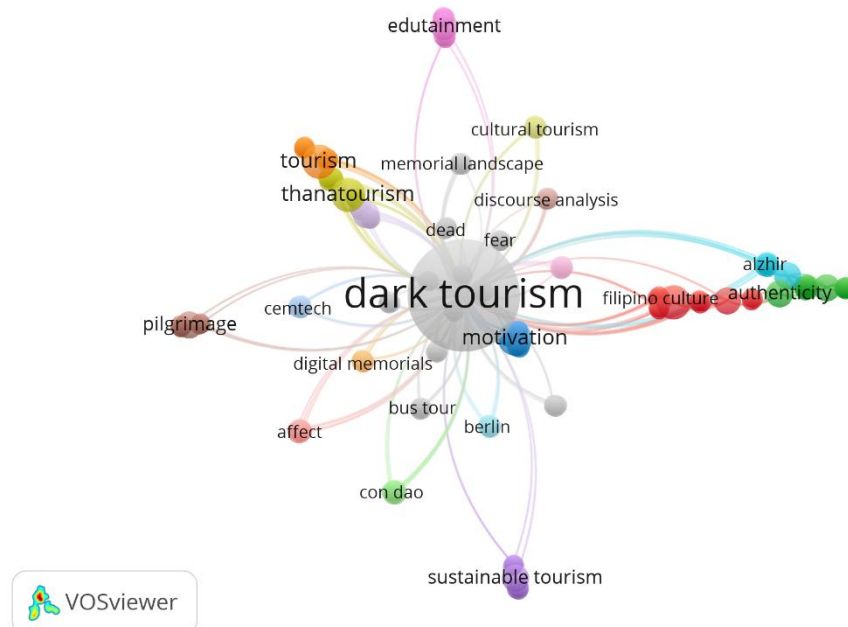 edutainment
cultural tourism
tourism
memorial landscape
thanatourism
discourse analysis
dead
fear
alzhir
dark tourism
filipino culture
authenticity
cemtech
pilgrimage
motivation
digital memorials
bus tour
berlin
affect
con dao
sustainable tourism
VOSviewer